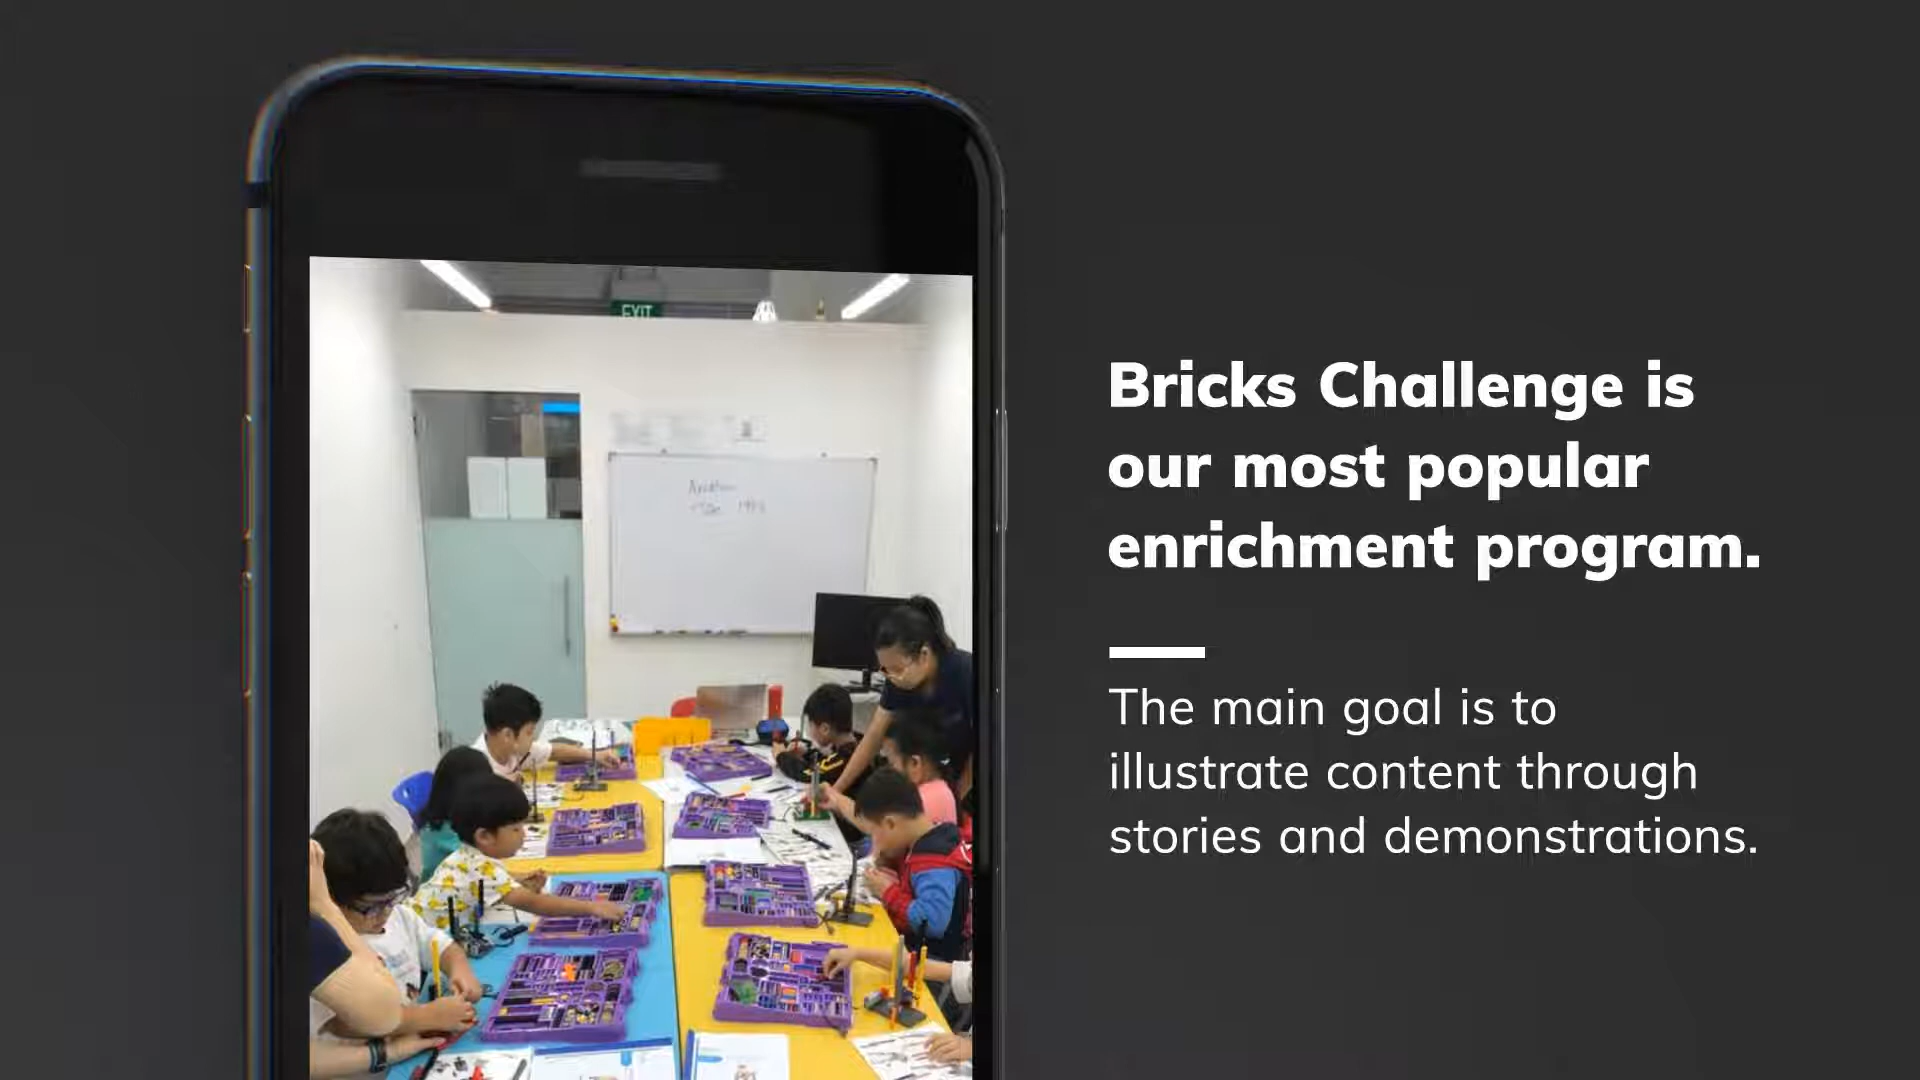 EXIT
Bricks Challenge is
our most popular
enrichment program.
The main goal is to
illustrate content through
stories and demonstrations.